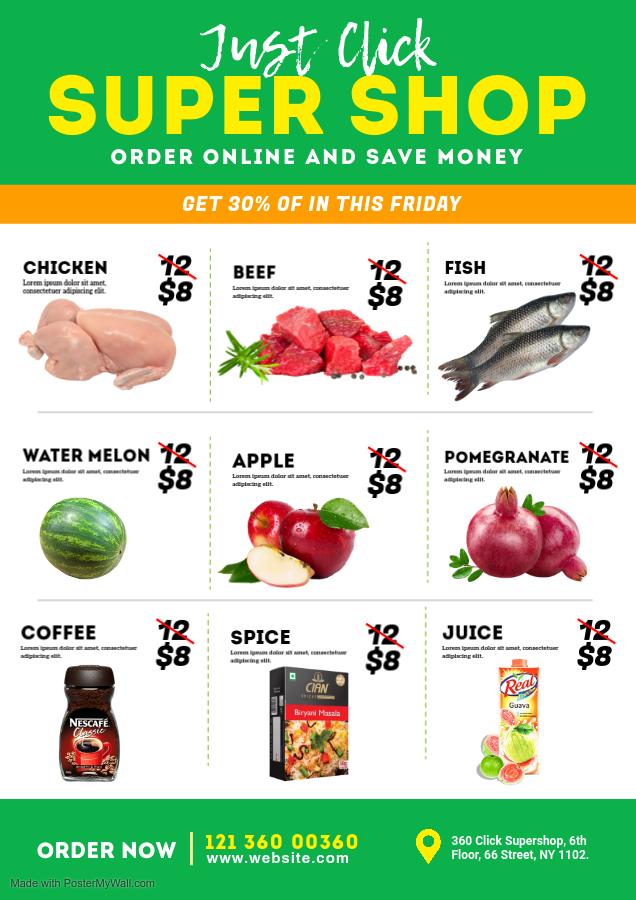 Just Click
SUPER SHOP
ORDER ONLINE AND SAVE MONEY
GET 30% OF IN THIS FRIDAY
CHICKEN
Lorem ipsum dolor sit amet,
consectetuer adipiscing elit.
12
$8
BEEF
Lorem ipsum dolor sit amet, consectetuer
adipiscing elit.
12
$8
FISH
Lorem ipsum dolor sit amet, consectetuer
adipiscing elit.
12
$8
WATER MELON
Lorem ipsum dolor sit amet, consectetuer
adipiscing elit.
12
$8
APPLE
Lorem ipsum dolor sit amet, consectetuer
adipiscing elit.
12
$8
POMEGRANATE
Lorem ipsum dolor sit amet, consectetuer
adipiscing elit.
12
$8
COFFEE
Lorem ipsum dolor sit amet, consectetuer
adipiscing elit.
12
$8
NESCAFÉ
Classic
SPICE
Lorem ipsum dolor sit amet, consectetuer
adipiscing elit.
12
$8
CIAN
Biryani Masala
JUICE
Lorem ipsum dolor sit amet, consectetuer
adipiscing elit.
12
$8
Real
Guava
ORDER NOW
121 360 00360
www.website.com
360 Click Supershop, 6th
Floor, 66 Street, NY 1102.
Made with PosterMyWall.com